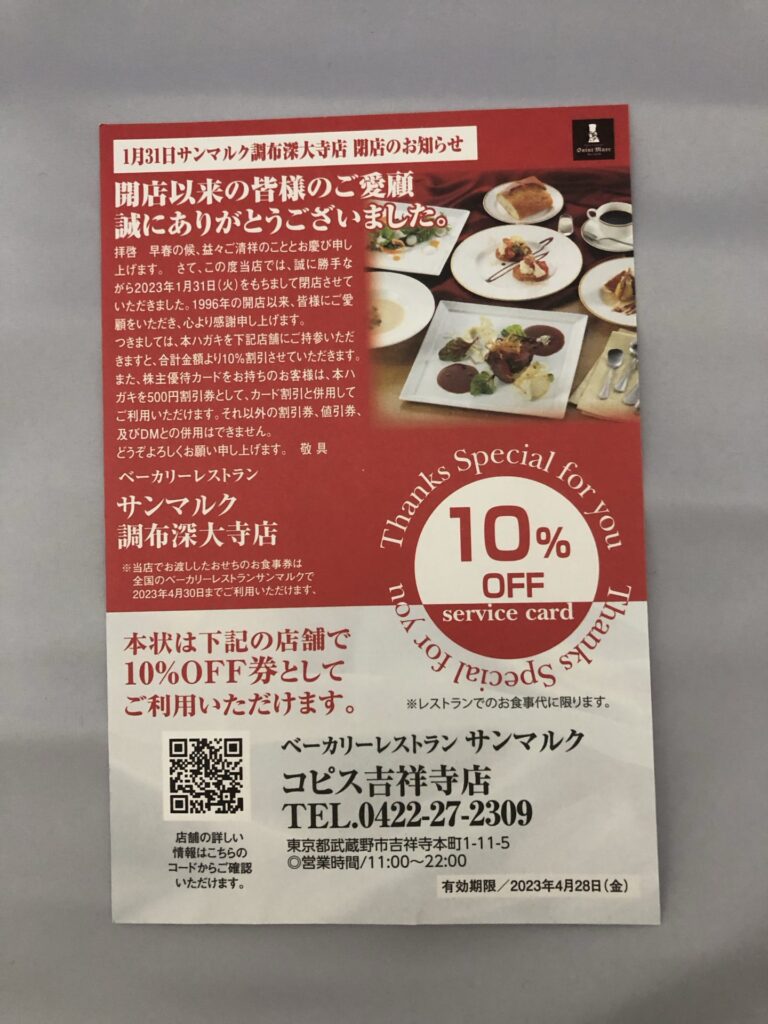 1月31日サンマルク調布深大寺店 閉店のお知らせ
Saint Marc
開店以来の皆様のご愛顧
誠にありがとうございました。
拝啓 早春の候、益々ご清祥のこととお慶び申し
上げます。 さて、この度当店では、誠に勝手な
がら2023年1月31日(火)をもちまして閉店させて
いただきました。1996年の開店以来、皆様にご愛
顧をいただき、心より感謝申し上げます。
つきましては、本ハガキを下記店舗にご持参いただ
きますと、合計金額より10%割引させていただきます。
また、株主優待カードをお持ちのお客様は、本ハ
ガキを500円割引券として、カード割引と併用して
ご利用いただけます。それ以外の割引券、値引券、
及びDMとの併用はできません。
どうぞよろしくお願い申し上げます。 敬具
ベーカリーレストラン
サンマルク
調布深大寺店
※当店でお渡ししたおせちのお食事券は
全国のベーカリーレストランサンマルクで
2023年4月30日までご利用いただけます、
Thanks Special for you
10%
OFF
service card
Thanks Special for you
本状は下記の店舗で
10%OFF券として
ご利用いただけます。
※レストランでのお食事代に限ります。
ベーカリーレストラン サンマルク
コピス吉祥寺店
TEL.0422-27-2309
東京都武蔵野市吉祥寺本町1-11-5
◎営業時間/11:00～22:00
店舗の詳しい
情報はこちらの
コードからご確認
いただけます。
有効期限／2023年4月28日(金)